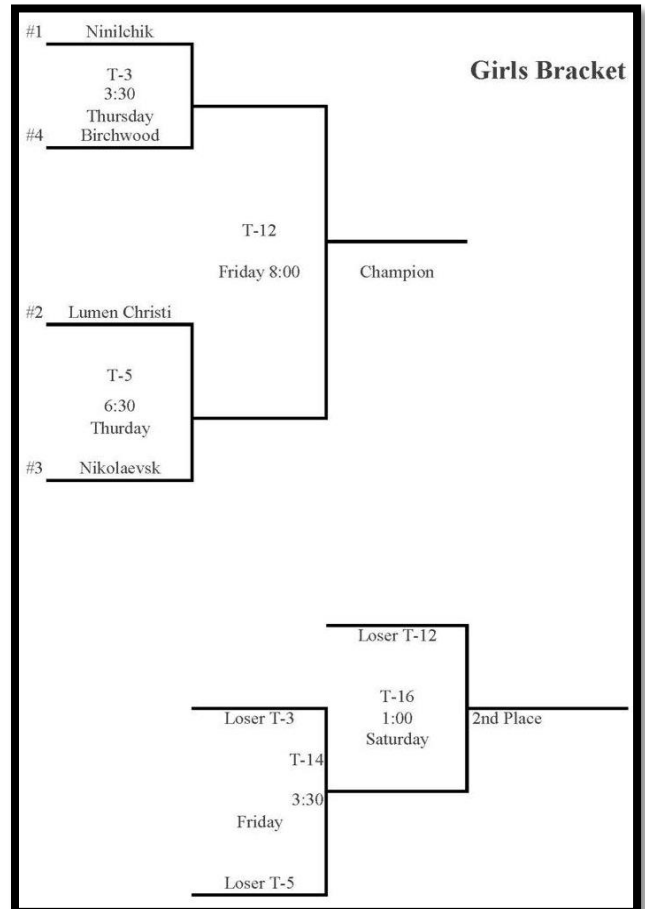 #1 Ninilchik
Girls Bracket
T-3
3:30
Thursday
#4 Birchwood
T-12
Friday 8:00 Champion
#2 Lumen Christi
T-5
6:30
Thurday
#3 Nikolaevsk
Loser T-12
T-16
1:00
Saturday
2nd Place
Loser T-3
T-14
3:30
Friday
Loser T-5